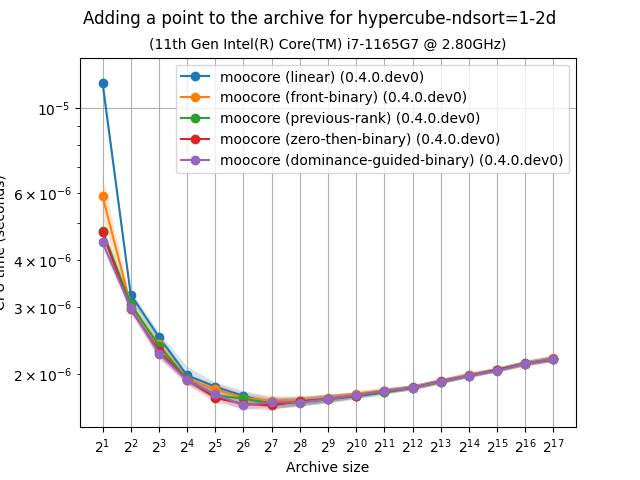 Adding a point to the archive for hypercube-ndsort=1-2d
(11th Gen Intel(R) Core(TM) i7-1165G7 @ 2.80GHz)
moocore (linear) (0.4.0.dev0)
moocore (front-binary) (0.4.0.dev0)
moocore (previous-rank) (0.4.0.dev0)
moocore (zero-then-binary) (0.4.0.dev0)
moocore (dominance-guided-binary) (0.4.0.dev0)
10⁻⁵
6 × 10⁻⁶
4 × 10⁻⁶
3 × 10⁻⁶
2 × 10⁻⁶
CPU time (seconds)
2¹ 2² 2³ 2⁴ 2⁵ 2⁶ 2⁷ 2⁸ 2⁹ 2¹⁰ 2¹¹ 2¹² 2¹³ 2¹⁴ 2¹⁵ 2¹⁶ 2¹⁷
Archive size